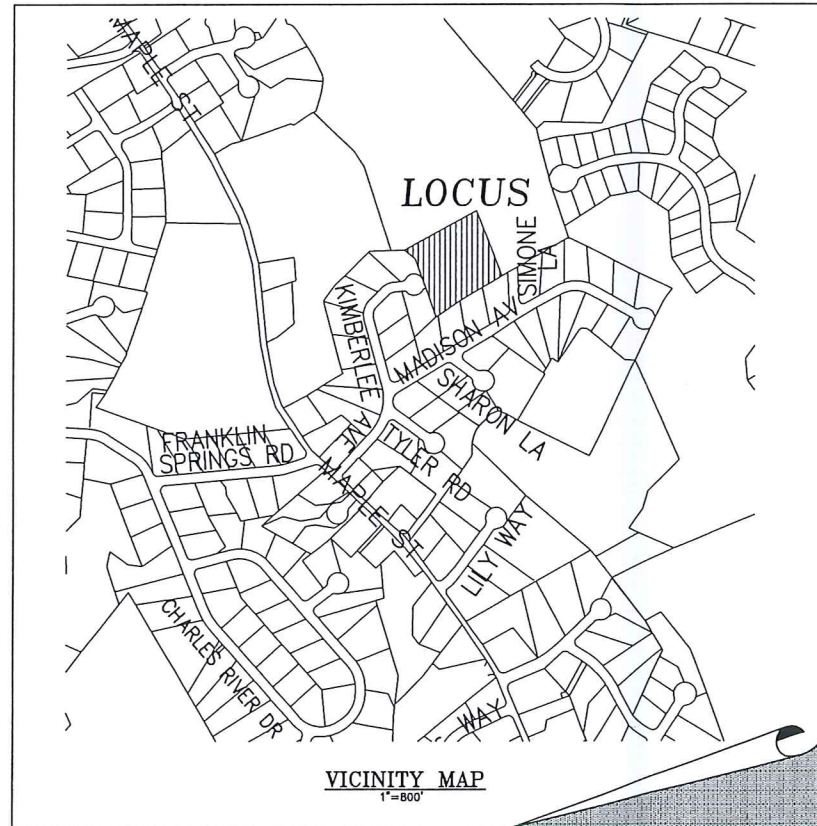 MAPLE ST
LOCUS
SIMONE
LA
KIMBERLEE AVE
MADISON AV
SHARON LA
FRANKLIN
SPRINGS RD
TYLER RD
MAPLE ST
LILY WAY
CHARLES RIVER DR
WAY
VICINITY MAP
1"=800'